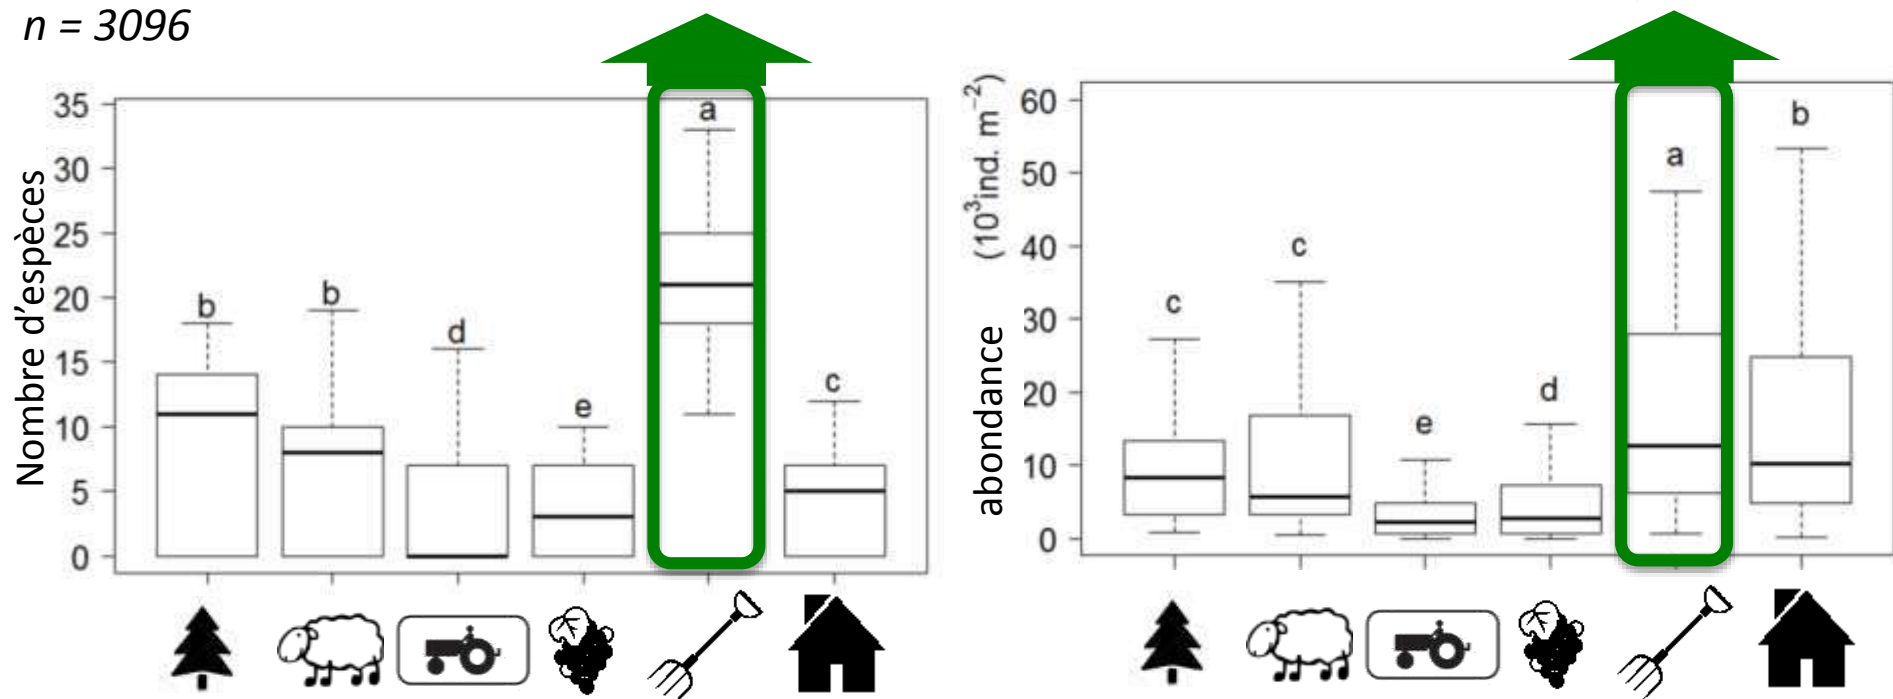 n = 3096
Nombre d'espèces
35
30
25
20
15
10
5
0
b
b
d
e
a
c
abondance
(10³ind. m⁻²)
60
50
40
30
20
10
0
c
c
e
d
a
b